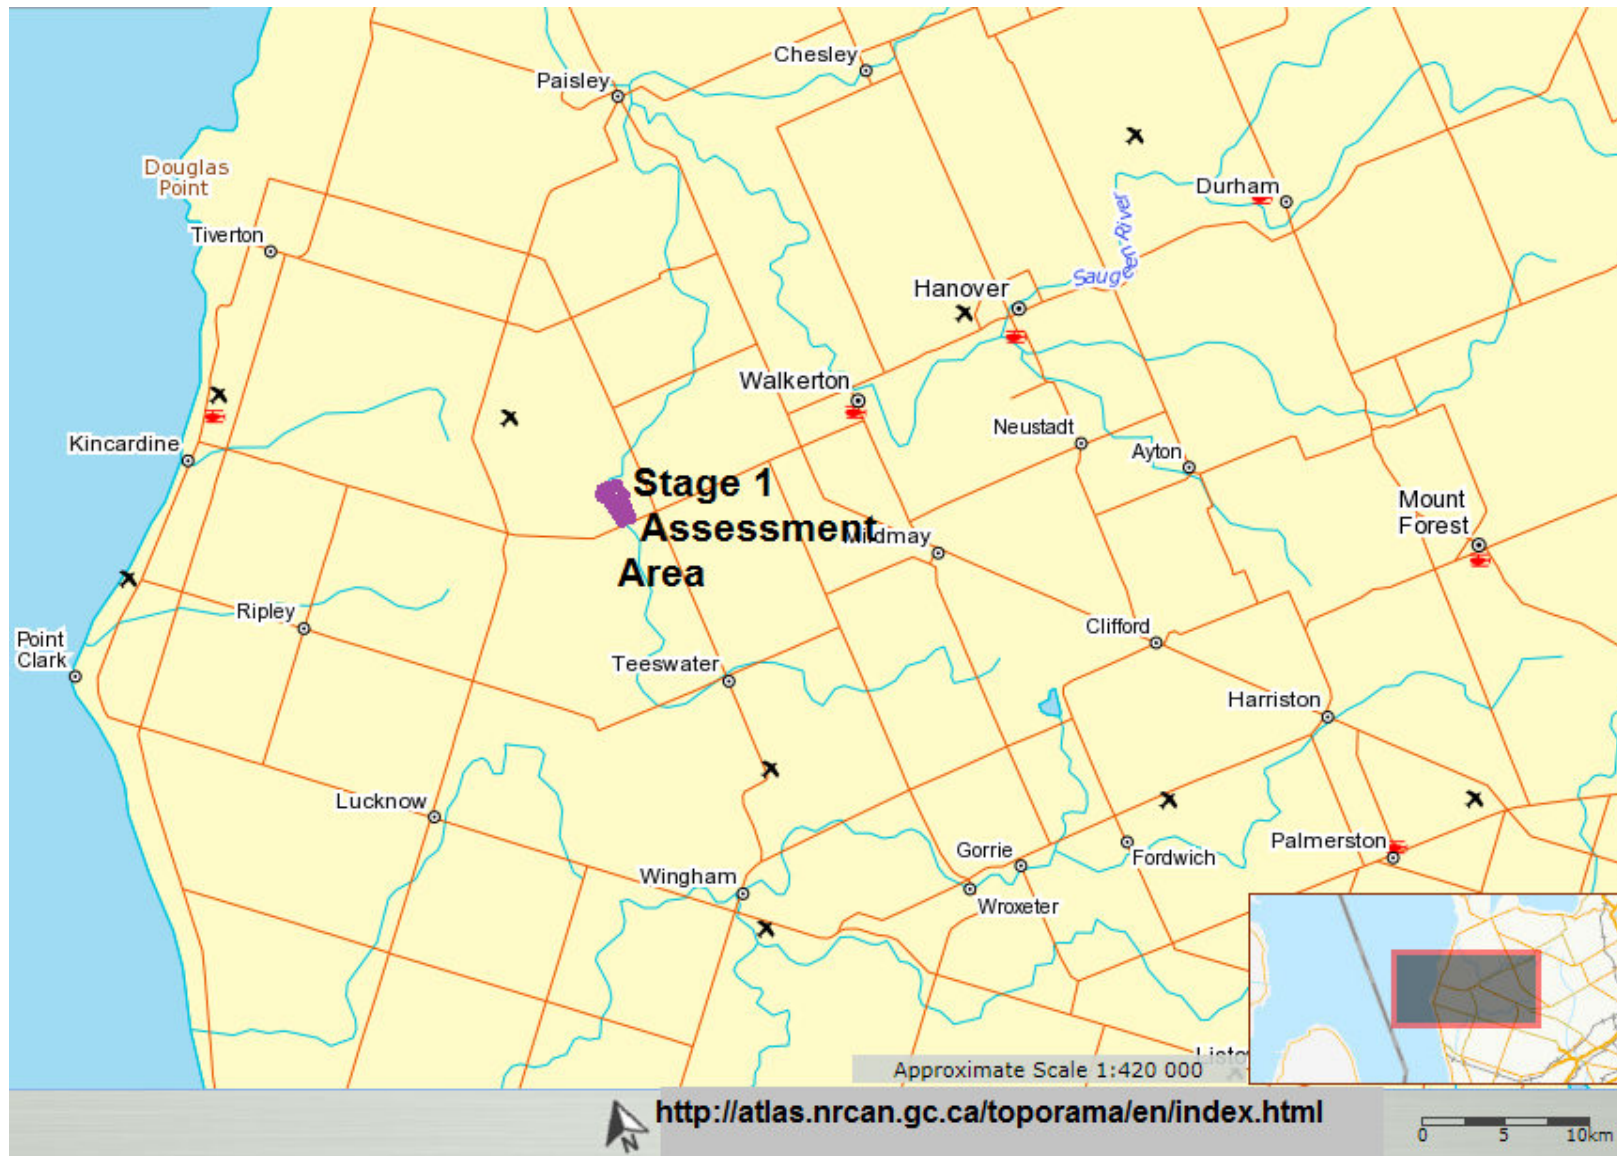 Chesley
Paisley
Douglas
Point
Durham
Tiverton
Saugeen River
Hanover
Walkerton
Neustadt
Kincardine
Ayton
Stage 1
Mount
Forest
Assessment
Mildmay
Area
Ripley
Clifford
Point
Clark
Teeswater
Harriston
Lucknow
Palmerston
Gorrie
Fordwich
Wingham
Wroxeter
Approximate Scale 1:420 000
http://atlas.nrcan.gc.ca/toporama/en/index.html
N
0 5 10km